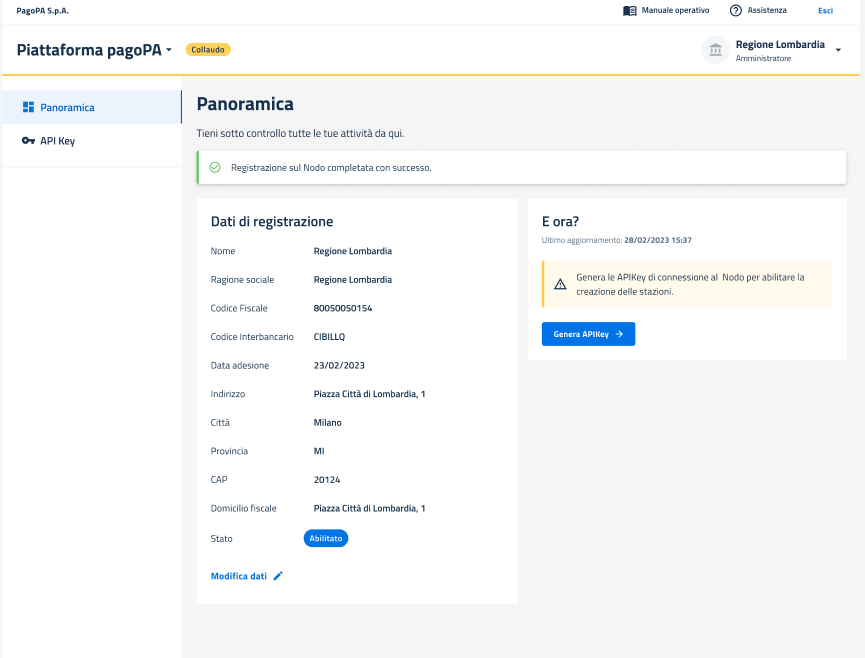 PagoPA S.p.A.
Manuale operativo
Assistenza
Esci
Piattaforma pagoPA
Collaudo
Regione Lombardia
Amministratore
Panoramica
API Key
Panoramica
Tieni sotto controllo tutte le tue attività da qui.
Registrazione sul Nodo completata con successo.
Dati di registrazione
Nome Regione Lombardia
Ragione sociale Regione Lombardia
Codice Fiscale 80050050154
Codice Interbancario CIBILLQ
Data adesione 23/02/2023
Indirizzo Piazza Città di Lombardia, 1
Città Milano
Provincia MI
CAP 20124
Domicilio fiscale Piazza Città di Lombardia, 1
Stato Abilitato
Modifica dati
E ora?
Ultimo aggiornamento: 28/02/2023 15:37
Genera le APIKey di connessione al Nodo per abilitare la
creazione delle stazioni.
Genera APIKey